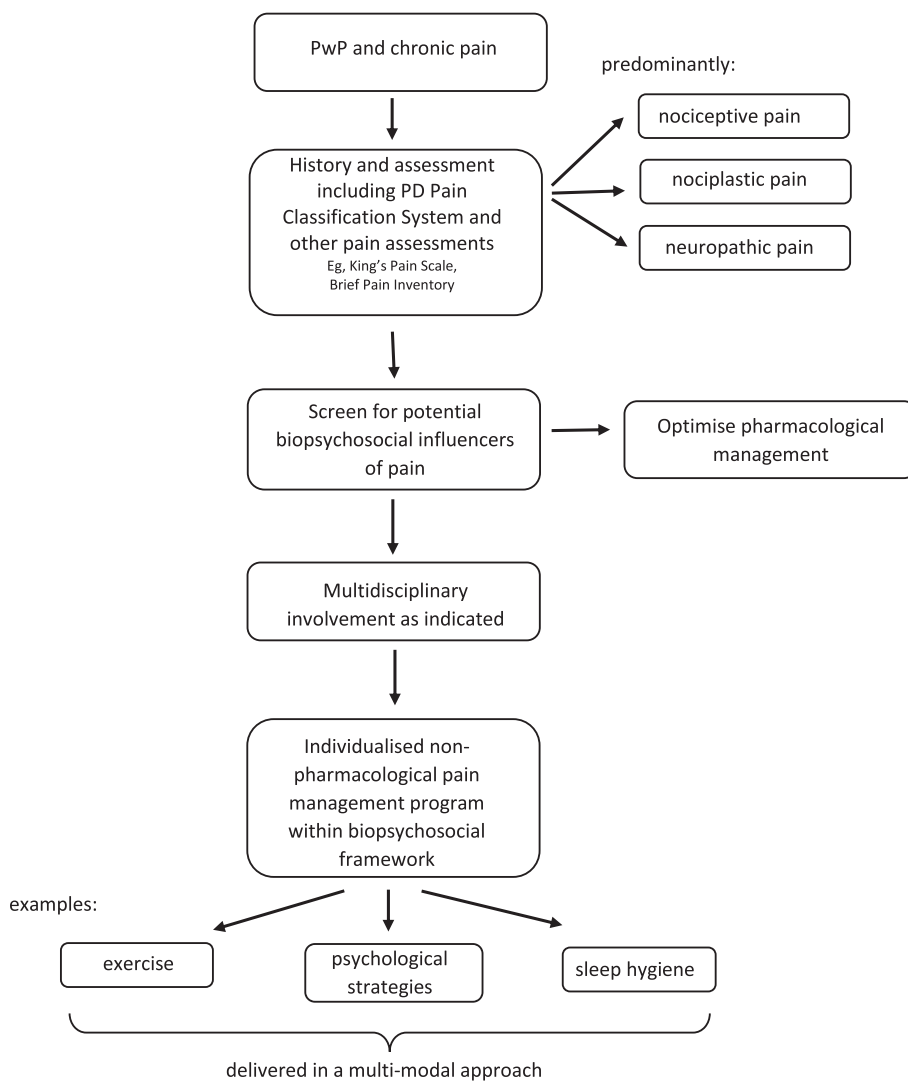 PwP and chronic pain
predominantly:
nociceptive pain
nociplastic pain
neuropathic pain
History and assessment
including PD Pain
Classification System and
other pain assessments
Eg, King’s Pain Scale,
Brief Pain Inventory
Screen for potential
biopsychosocial influencers
of pain
Optimise pharmacological
management
Multidisciplinary
involvement as indicated
Individualised non-
pharmacological pain
management program
within biopsychosocial
framework
examples:
exercise
psychological
strategies
sleep hygiene
delivered in a multi-modal approach